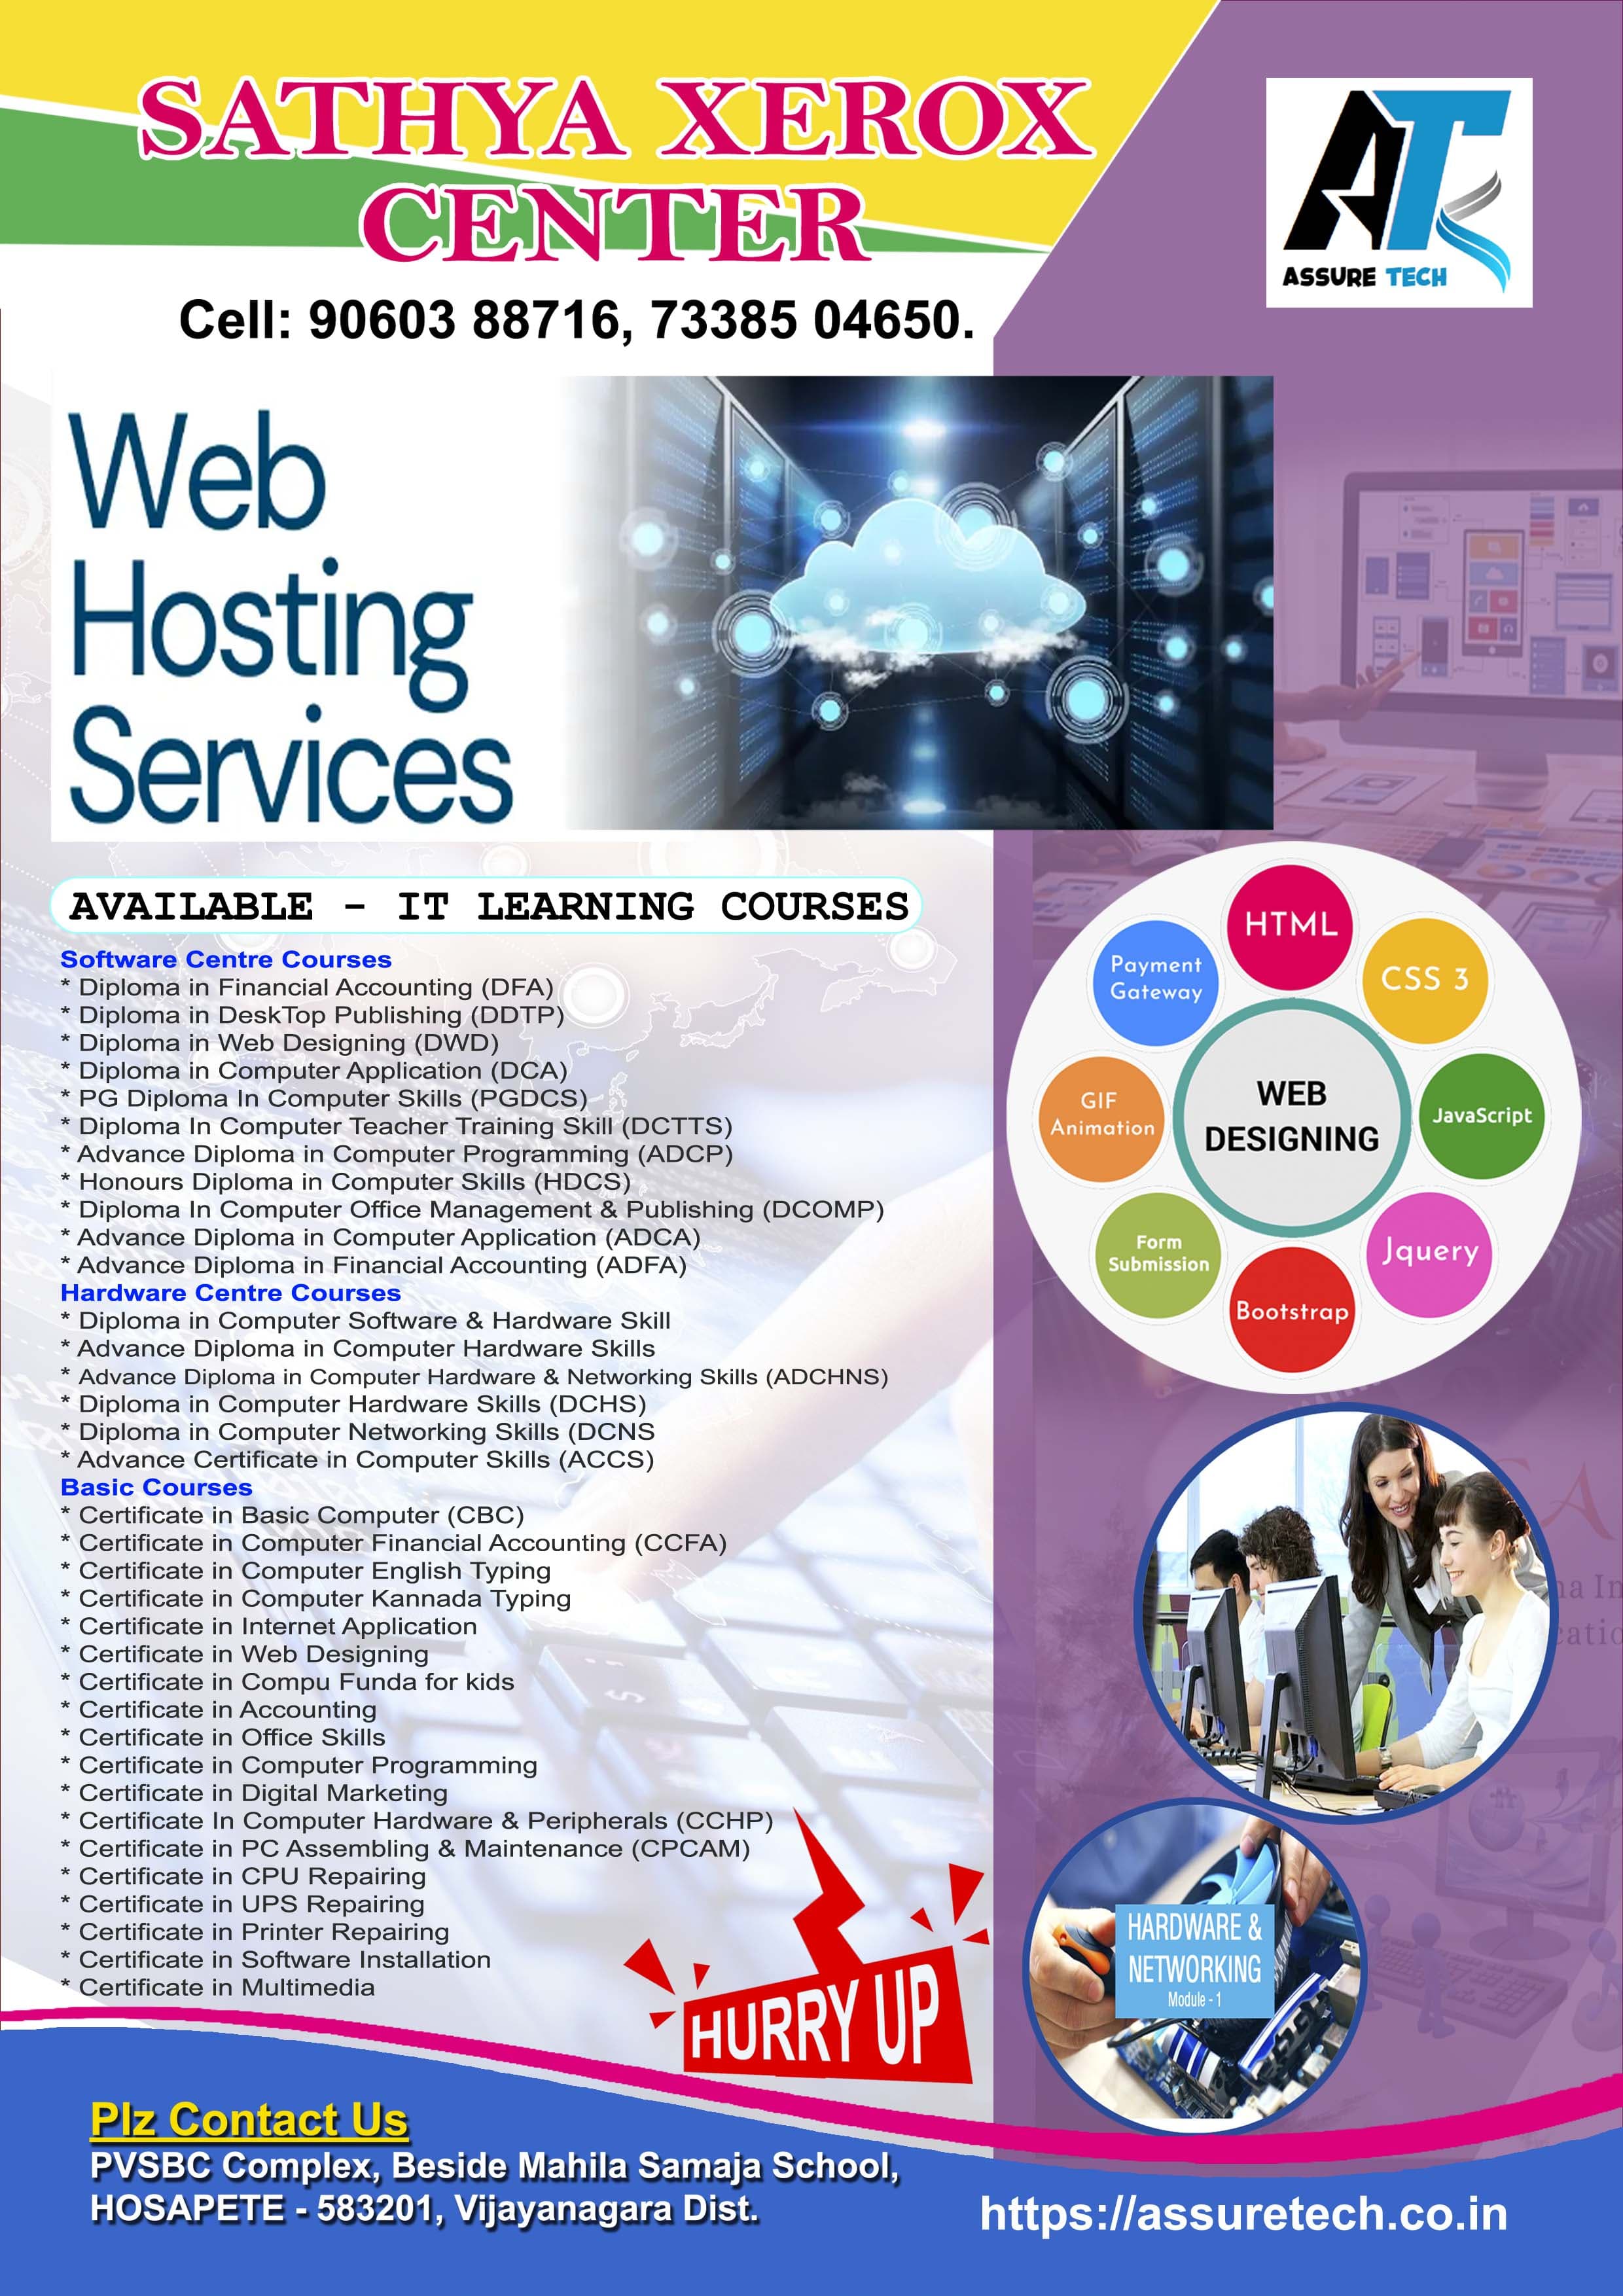 SATHYA XEROX
CENTER
Cell: 90603 88716, 73385 04650.
AT
ASSURE TECH
Web
Hosting
Services
AVAILABLE - IT LEARNING COURSES
Software Centre Courses
* Diploma in Financial Accounting (DFA)
* Diploma in DeskTop Publishing (DDTP)
* Diploma in Web Designing (DWD)
* Diploma in Computer Application (DCA)
* PG Diploma In Computer Skills (PGDCS)
* Diploma In Computer Teacher Training Skill (DCTTS)
* Advance Diploma in Computer Programming (ADCP)
* Honours Diploma in Computer Skills (HDCS)
* Diploma In Computer Office Management & Publishing (DCOMP)
* Advance Diploma in Computer Application (ADCA)
* Advance Diploma in Financial Accounting (ADFA)
Hardware Centre Courses
* Diploma in Computer Software & Hardware Skill
* Advance Diploma in Computer Hardware Skills
* Advance Diploma in Computer Hardware & Networking Skills (ADCHNS)
* Diploma in Computer Hardware Skills (DCHS)
* Diploma in Computer Networking Skills (DCNS
* Advance Certificate in Computer Skills (ACCS)
Basic Courses
* Certificate in Basic Computer (CBC)
* Certificate in Computer Financial Accounting (CCFA)
* Certificate in Computer English Typing
* Certificate in Computer Kannada Typing
* Certificate in Internet Application
* Certificate in Web Designing
* Certificate in Compu Funda for kids
* Certificate in Accounting
* Certificate in Office Skills
* Certificate in Computer Programming
* Certificate in Digital Marketing
* Certificate In Computer Hardware & Peripherals (CCHP)
* Certificate in PC Assembling & Maintenance (CPCAM)
* Certificate in CPU Repairing
* Certificate in UPS Repairing
* Certificate in Printer Repairing
* Certificate in Software Installation
* Certificate in Multimedia
HTML
CSS 3
JavaScript
Jquery
Bootstrap
Form
Submission
GIF
Animation
Payment
Gateway
WEB
DESIGNING
HARDWARE &
NETWORKING
Module - 1
HURRY UP
Plz Contact Us
PVSBC Complex, Beside Mahila Samaja School,
HOSAPETE - 583201, Vijayanagara Dist.
https://assuretech.co.in